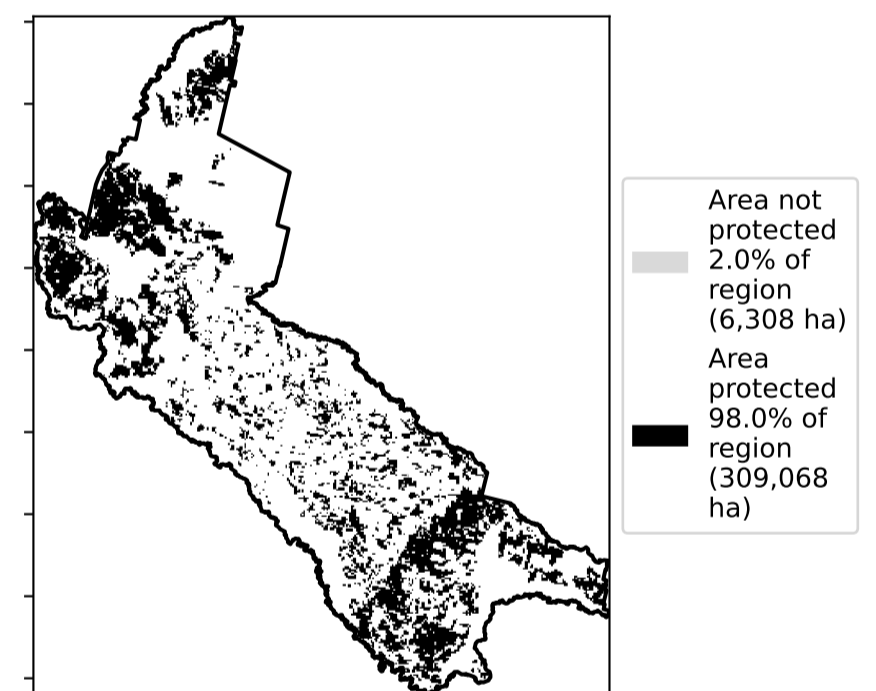 Area not
protected
2.0% of
region
(6,308 ha)
Area
protected
98.0% of
region
(309,068
ha)